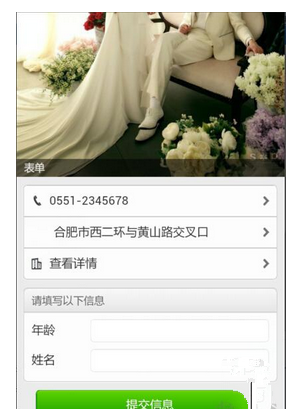 表单
0551-2345678
合肥市西二环与黄山路交叉口
查看详情
请填写以下信息
年龄
姓名
提交信息